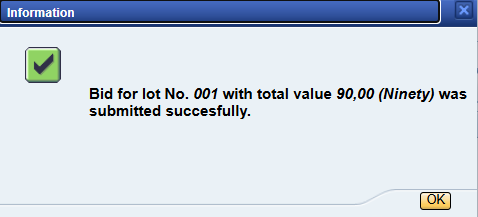 Information
Bid for lot No. 001 with total value 90,00 (Ninety) was
submitted succesfully.
OK